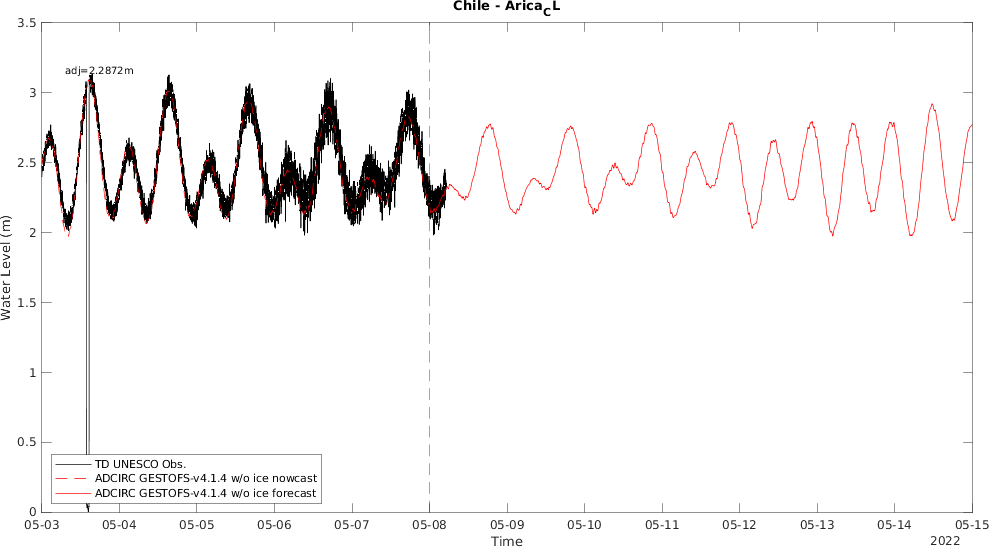 Chile - Arica_CL
adj=2.2872m
Water Level (m)
3.5
3
2.5
2
1.5
1
0.5
0
TD UNESCO Obs.
ADCIRC GESTOFS-v4.1.4 w/o ice nowcast
ADCIRC GESTOFS-v4.1.4 w/o ice forecast
05-03 05-04 05-05 05-06 05-07 05-08 05-09 05-10 05-11 05-12 05-13 05-14 05-15
Time
2022